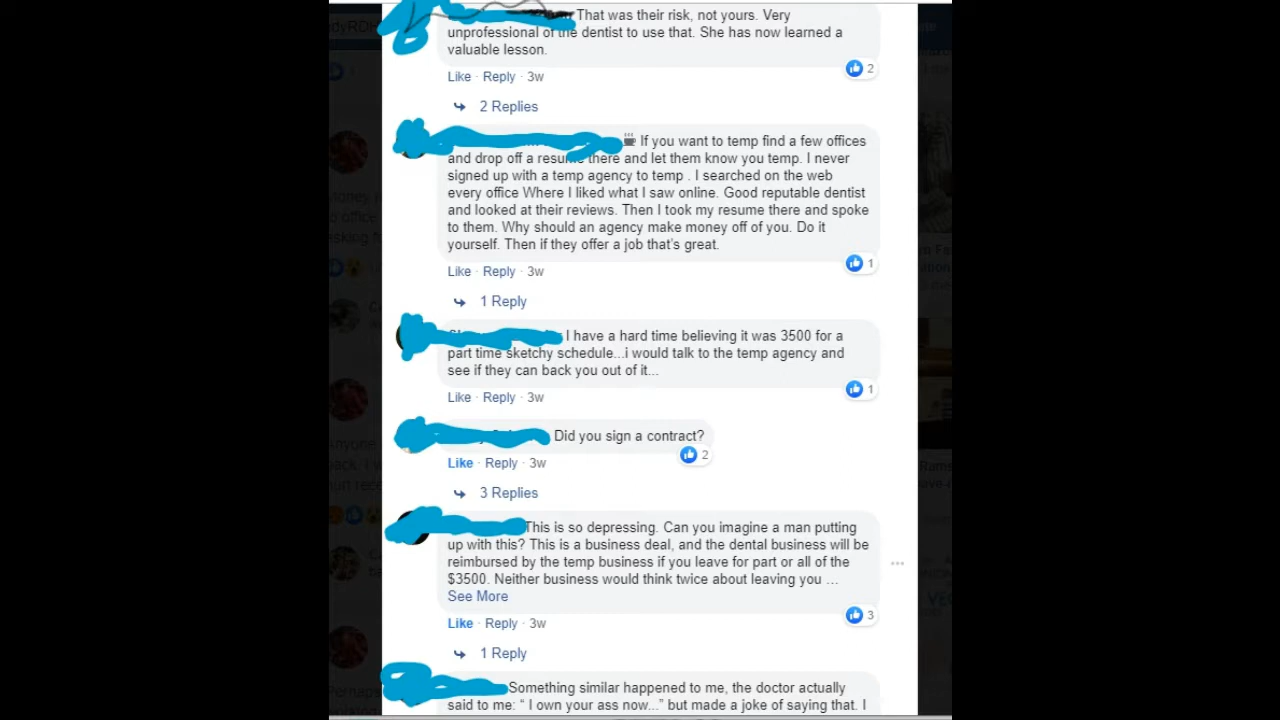 That was their risk, not yours. Very
unprofessional of the dentist to use that. She has now learned a
valuable lesson.
2
Like · Reply · 3w
2 Replies
If you want to temp find a few offices
and drop off a resume there and let them know you temp. I never
signed up with a temp agency to temp . I searched on the web
every office Where I liked what I saw online. Good reputable dentist
and looked at their reviews. Then I took my resume there and spoke
to them. Why should an agency make money off of you. Do it
yourself. Then if they offer a job that's great.
1
Like · Reply · 3w
1 Reply
I have a hard time believing it was 3500 for a
part time sketchy schedule...i would talk to the temp agency and
see if they can back you out of it...
1
Like · Reply · 3w
Did you sign a contract?
2
Like · Reply · 3w
3 Replies
This is so depressing. Can you imagine a man putting
up with this? This is a business deal, and the dental business will be
reimbursed by the temp business if you leave for part or all of the
$3500. Neither business would think twice about leaving you ...
See More
3
Like · Reply · 3w
1 Reply
Something similar happened to me, the doctor actually
said to me: “ I own your ass now...” but made a joke of saying that. I